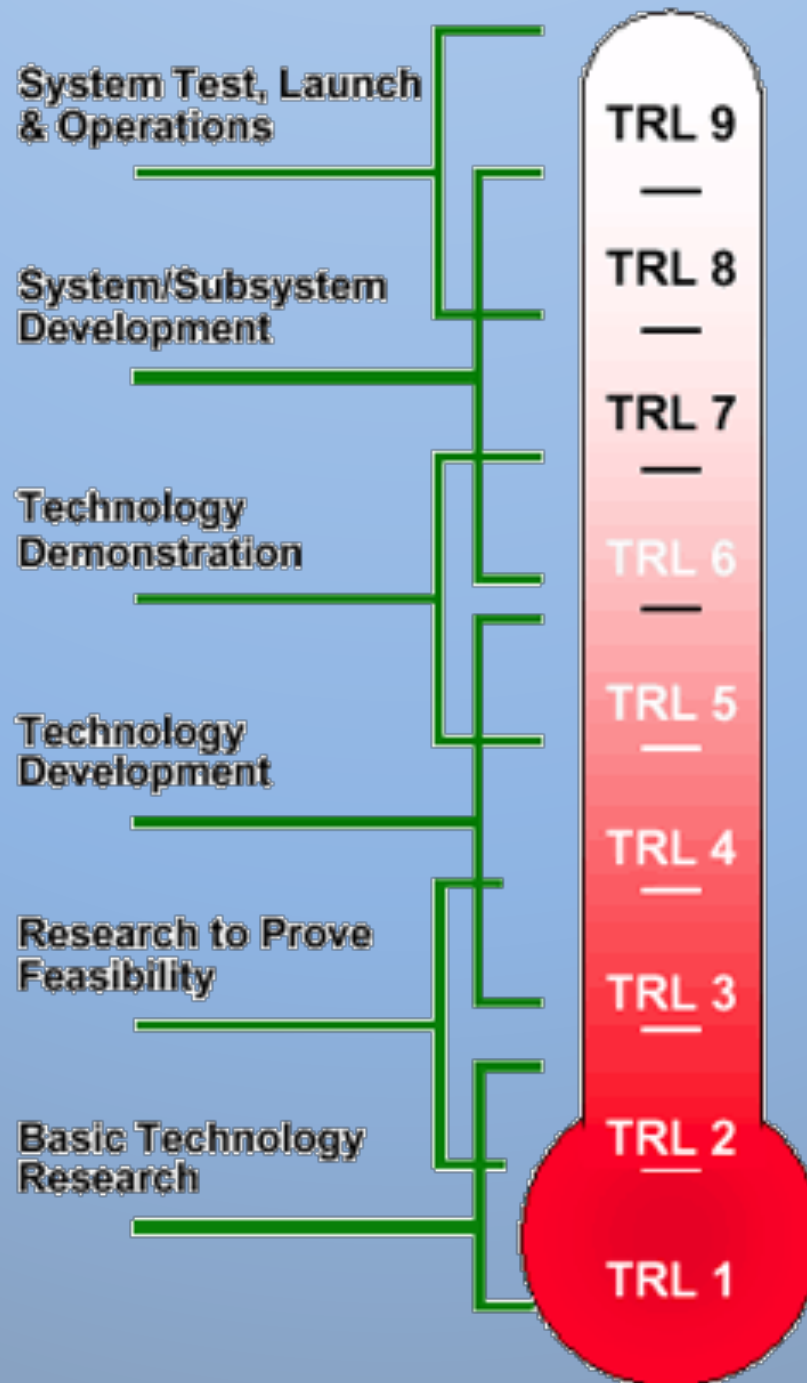 System Test, Launch
& Operations
System/Subsystem
Development
Technology
Demonstration
Technology
Development
Research to Prove
Feasibility
Basic Technology
Research
TRL 9
TRL 8
TRL 7
TRL 6
TRL 5
TRL 4
TRL 3
TRL 2
TRL 1